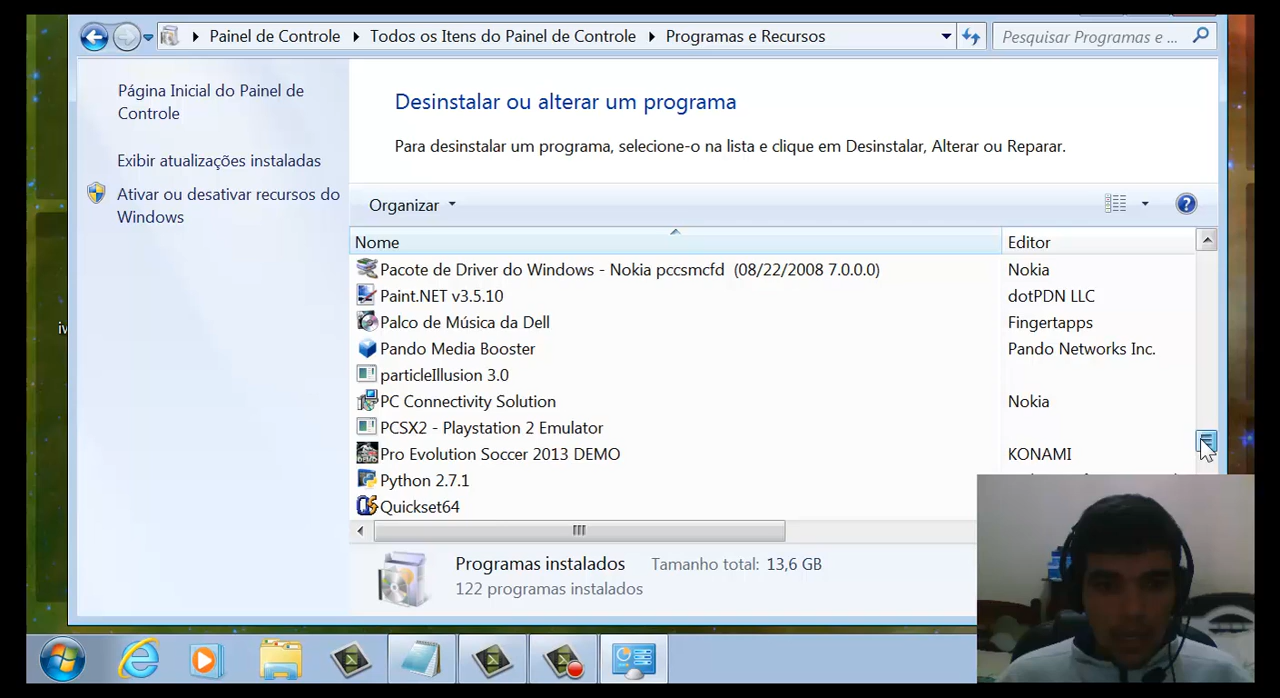 Painel de Controle Todos os Itens do Painel de Controle Programas e Recursos
Pesquisar Programas e ...
Página Inicial do Painel de
Controle
Exibir atualizações instaladas
Ativar ou desativar recursos do
Windows
Desinstalar ou alterar um programa
Para desinstalar um programa, selecione-o na lista e clique em Desinstalar, Alterar ou Reparar.
Organizar
Nome Editor
Pacote de Driver do Windows - Nokia pccsmcfd (08/22/2008 7.0.0.0) Nokia
Paint.NET v3.5.10 dotPDN LLC
Palco de Música da Dell Fingertapps
Pando Media Booster Pando Networks Inc.
particleIllusion 3.0
PC Connectivity Solution Nokia
PCSX2 - Playstation 2 Emulator
Pro Evolution Soccer 2013 DEMO KONAMI
Python 2.7.1
Quickset64
Programas instalados Tamanho total: 13,6 GB
122 programas instalados